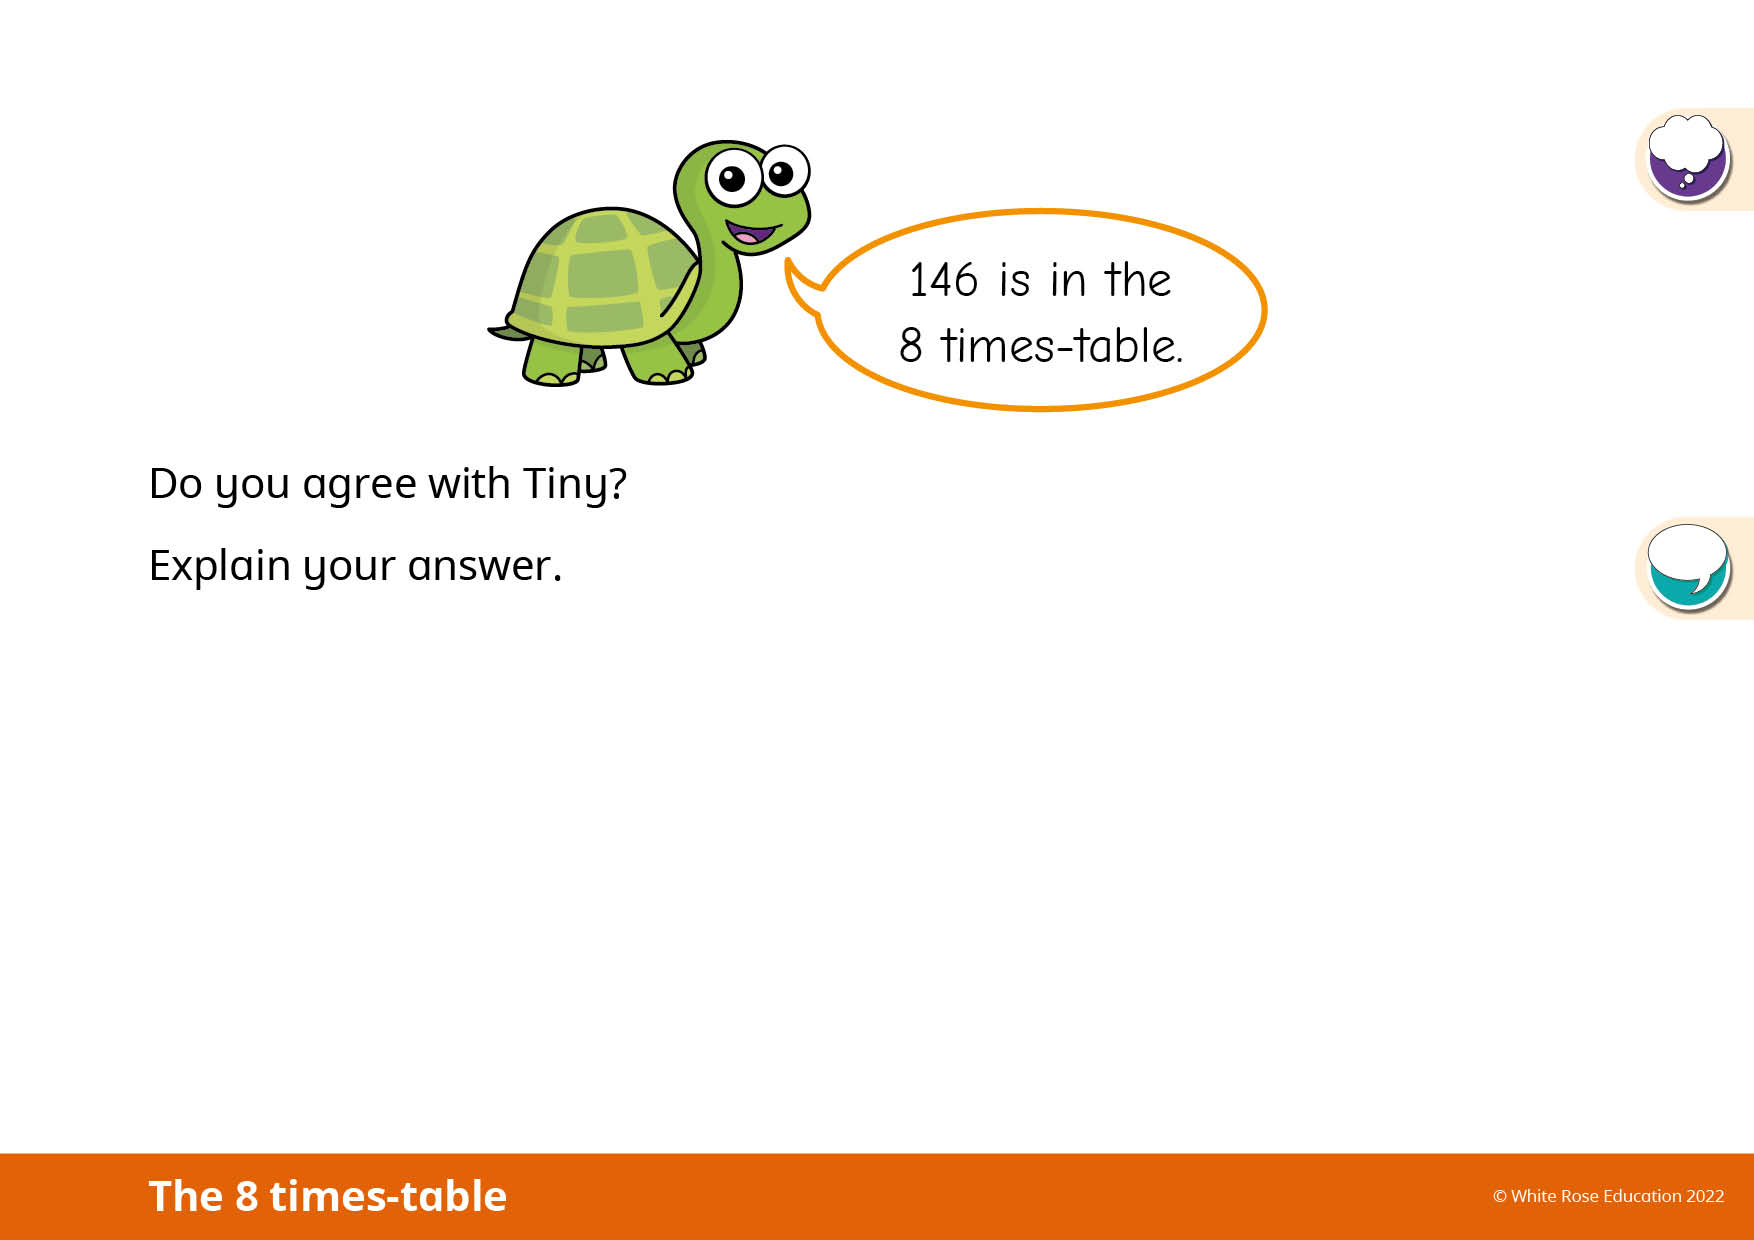 146 is in the
8 times-table.
Do you agree with Tiny?
Explain your answer.
The 8 times-table
© White Rose Education 2022